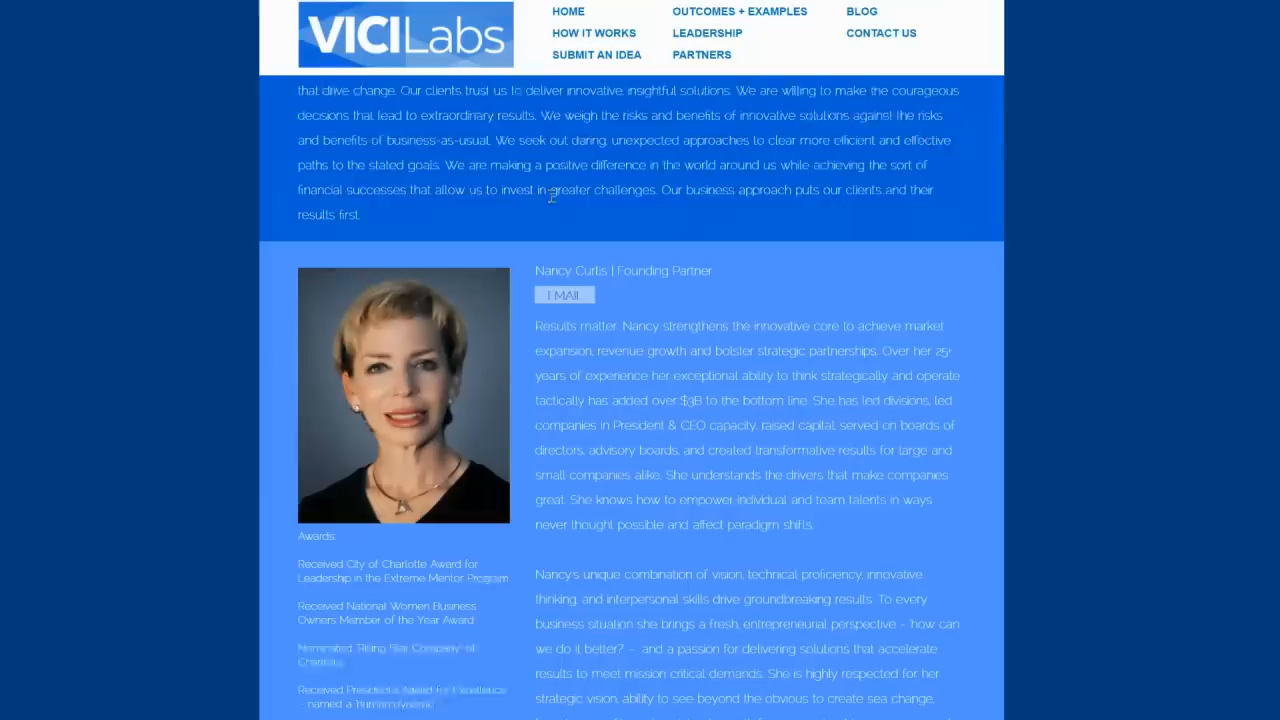 VICILabs
HOME
HOW IT WORKS
SUBMIT AN IDEA
OUTCOMES + EXAMPLES
LEADERSHIP
PARTNERS
BLOG
CONTACT US
that drive change. Our clients trust us to deliver innovative, insightful solutions. We are willing to make the courageous
decisions that lead to extraordinary results. We weigh the risks and benefits of innovative solutions against the risks
and benefits of business-as-usual. We seek out daring, unexpected approaches to clear more efficient and effective
paths to the stated goals. We are making a positive difference in the world around us while achieving the sort of
financial successes that allow us to invest in greater challenges. Our business approach puts our clients and their
results first.
Nancy Curtis | Founding Partner
EMAIL
Results matter. Nancy strengthens the innovative core to achieve market
expansion, revenue growth and bolster strategic partnerships. Over her 25+
years of experience her exceptional ability to think strategically and operate
tactically has added over $3B to the bottom line. She has led divisions, led
companies in President & CEO capacity, raised capital, served on boards of
directors, advisory boards, and created transformative results for large and
small companies alike. She understands the drivers that make companies
great. She knows how to empower individual and team talents in ways
never thought possible and affect paradigm shifts.
Nancy's unique combination of vision, technical proficiency, innovative
thinking, and interpersonal skills drive groundbreaking results. To every
business situation she brings a fresh, entrepreneurial perspective – 'how can
we do it better?' – and a passion for delivering solutions that accelerate
results to meet mission critical demands. She is highly respected for her
strategic vision, ability to see beyond the obvious to create sea change,
Awards:
Received City of Charlotte Award for
Leadership in the Extreme Mentor Program
Received National Women Business
Owners Member of the Year Award
Nominated "Rising Star Company" of
Charlotte
Received President's Award for Excellence
- named a "human dynamo"